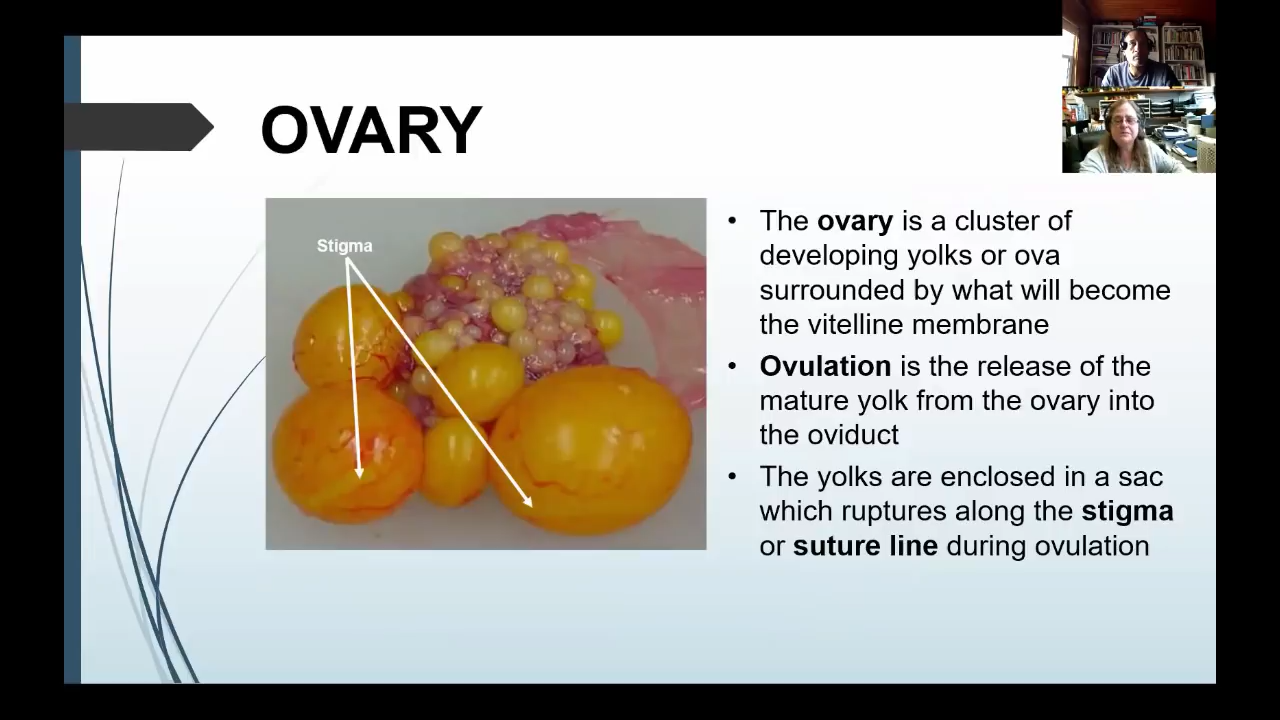 OVARY
Stigma
• The ovary is a cluster of
developing yolks or ova
surrounded by what will become
the vitelline membrane
• Ovulation is the release of the
mature yolk from the ovary into
the oviduct
• The yolks are enclosed in a sac
which ruptures along the stigma
or suture line during ovulation